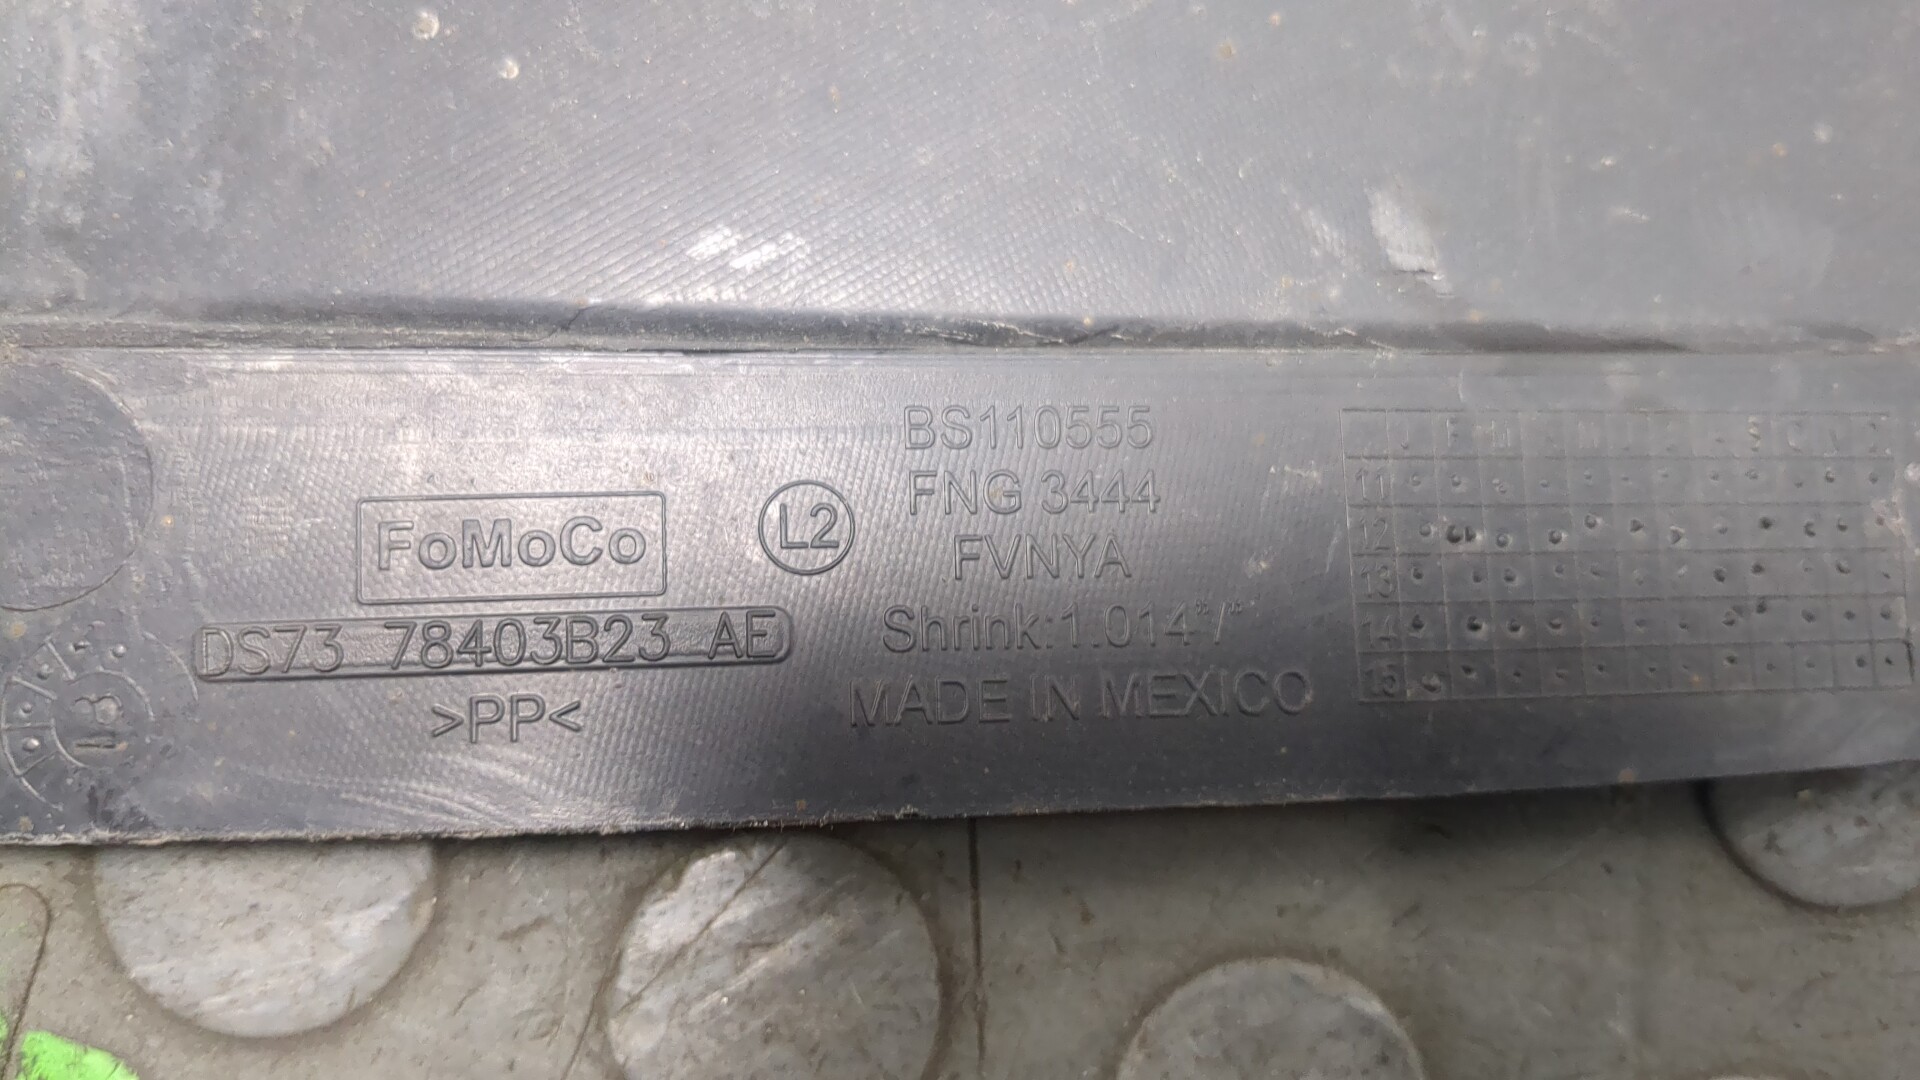 FoMoCo
L2
DS73 78403B23 AE
>PP<
18
BS110555
FNG 3444
FVNYA
Shrink:1.014"/"
MADE IN MEXICO
J F M A M J J A S O N D
11
12
13
14
15